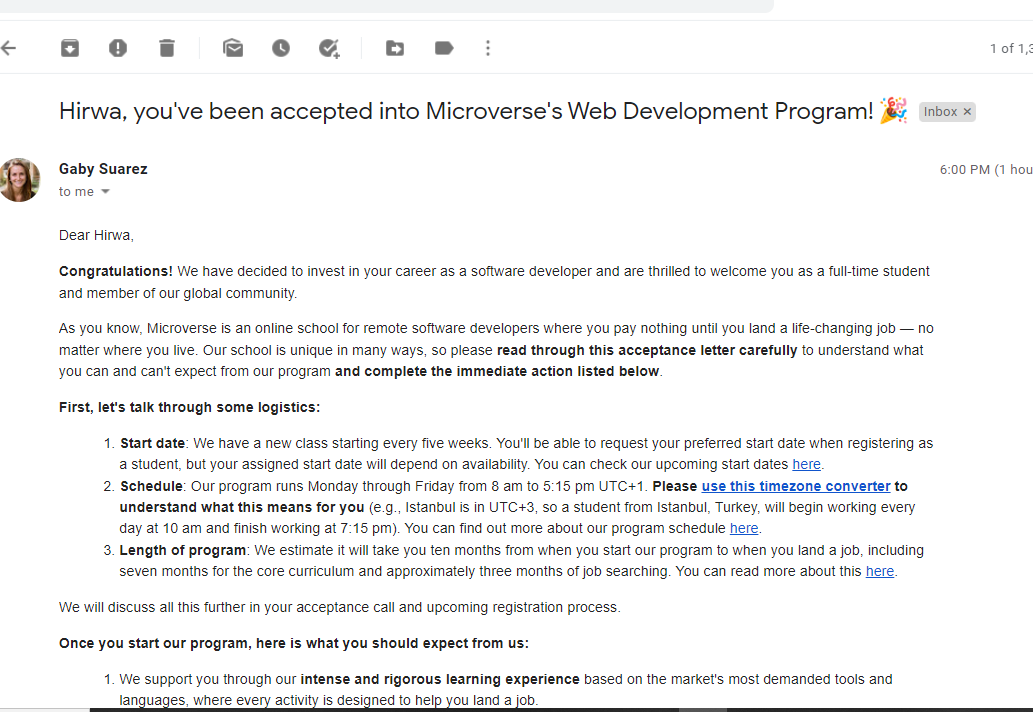 1 of 1,3
Hirwa, you've been accepted into Microverse's Web Development Program! 🎉 Inbox ×
Gaby Suarez
6:00 PM (1 hou
to me
Dear Hirwa,
Congratulations! We have decided to invest in your career as a software developer and are thrilled to welcome you as a full-time student
and member of our global community.
As you know, Microverse is an online school for remote software developers where you pay nothing until you land a life-changing job — no
matter where you live. Our school is unique in many ways, so please read through this acceptance letter carefully to understand what
you can and can't expect from our program and complete the immediate action listed below.
First, let's talk through some logistics:
1. Start date: We have a new class starting every five weeks. You'll be able to request your preferred start date when registering as
a student, but your assigned start date will depend on availability. You can check our upcoming start dates here.
2. Schedule: Our program runs Monday through Friday from 8 am to 5:15 pm UTC+1. Please use this timezone converter to
understand what this means for you (e.g., Istanbul is in UTC+3, so a student from Istanbul, Turkey, will begin working every
day at 10 am and finish working at 7:15 pm). You can find out more about our program schedule here.
3. Length of program: We estimate it will take you ten months from when you start our program to when you land a job, including
seven months for the core curriculum and approximately three months of job searching. You can read more about this here.
We will discuss all this further in your acceptance call and upcoming registration process.
Once you start our program, here is what you should expect from us:
1. We support you through our intense and rigorous learning experience based on the market's most demanded tools and
languages, where every activity is designed to help you land a job.